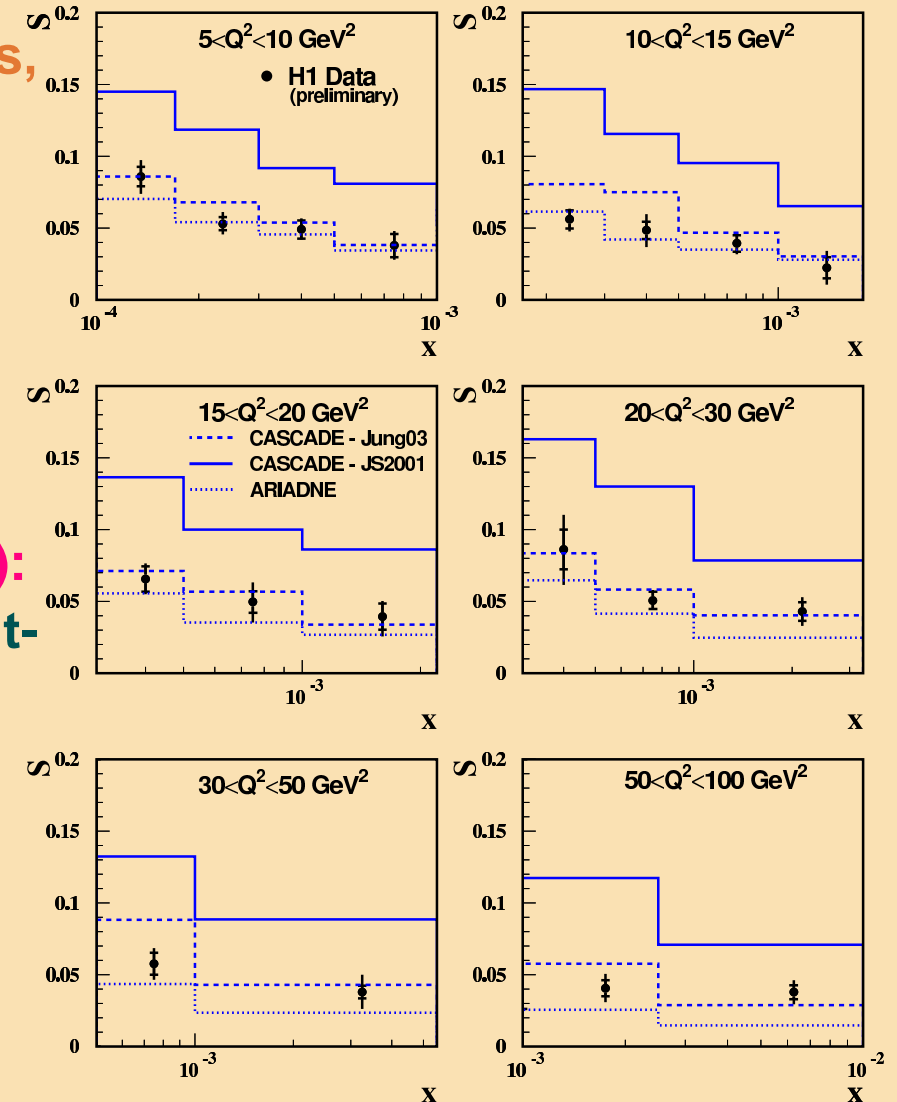 s,
):
t-
S
0.2
0.15
0.1
0.05
0
5<Q²<10 GeV²
H1 Data
(preliminary)
10⁻⁴
10⁻³
x
S
0.2
0.15
0.1
0.05
0
10<Q²<15 GeV²
10⁻³
x
S
0.2
0.15
0.1
0.05
0
15<Q²<20 GeV²
CASCADE - Jung03
CASCADE - JS2001
ARIADNE
10⁻³
x
S
0.2
0.15
0.1
0.05
0
20<Q²<30 GeV²
10⁻³
x
S
0.2
0.15
0.1
0.05
0
30<Q²<50 GeV²
10⁻³
x
S
0.2
0.15
0.1
0.05
0
50<Q²<100 GeV²
10⁻³
10⁻²
x